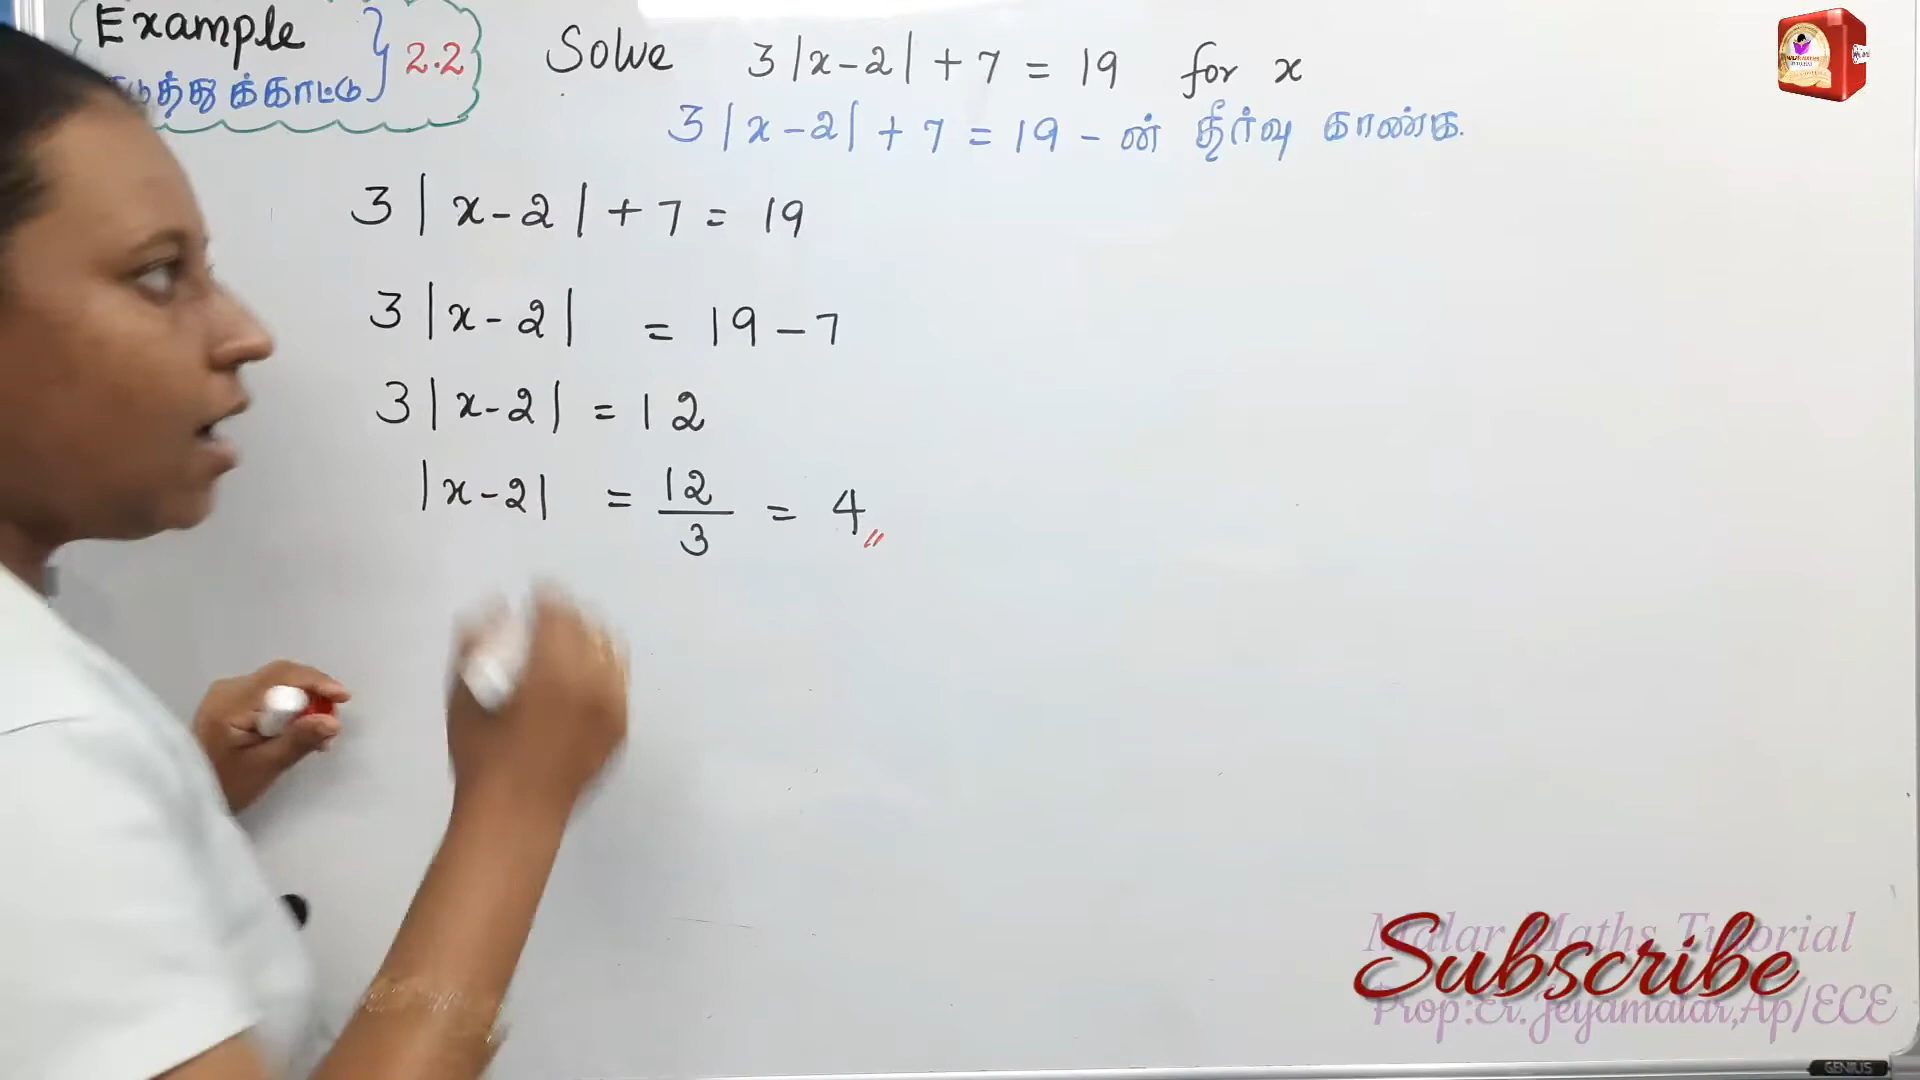 Example } 2.2
Solve 3|x-2| + 7 = 19 for x
3|x-2| + 7 = 19 - ன் தீர்வு காண்க.
3|x-2| + 7 = 19
3|x-2| = 19-7
3|x-2| = 12
|x-2| = 12/3 = 4
Malar Maths Tutorial
Subscribe
Prop:Er.Jeyamalar,Ap/ECE
GENIUS